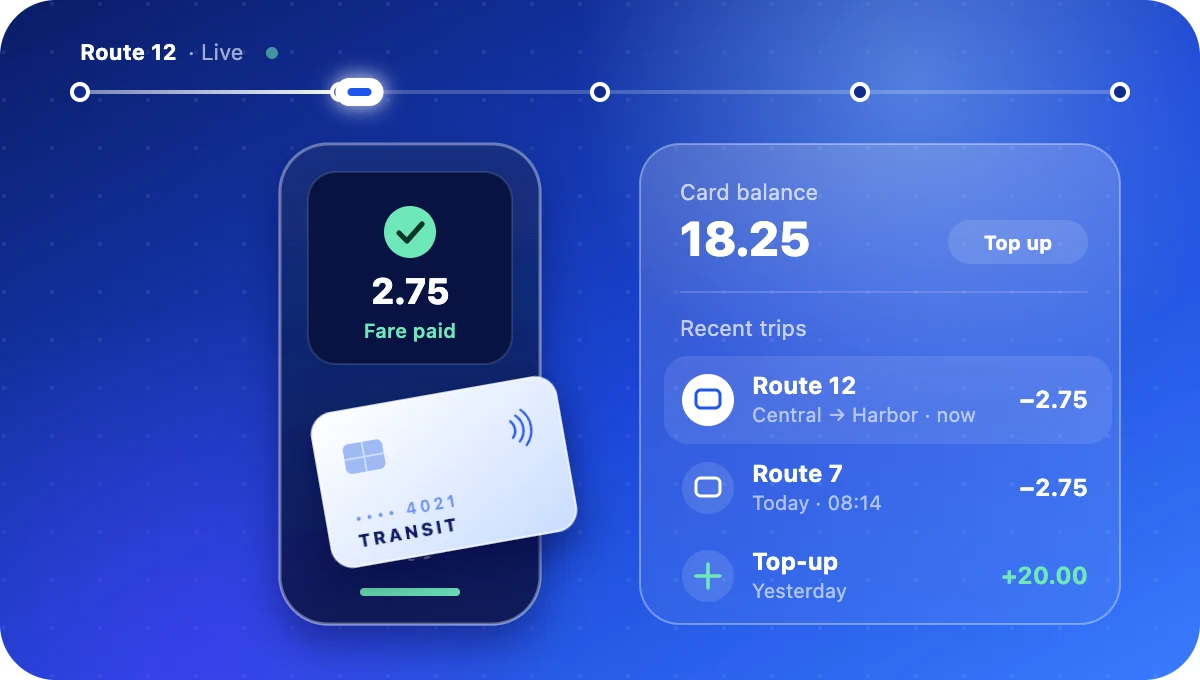 Route 12 · Live
2.75
Fare paid
•••• 4021
TRANSIT
Card balance
18.25
Top up
Recent trips
Route 12
Central → Harbor · now
−2.75
Route 7
Today · 08:14
−2.75
Top-up
Yesterday
+20.00